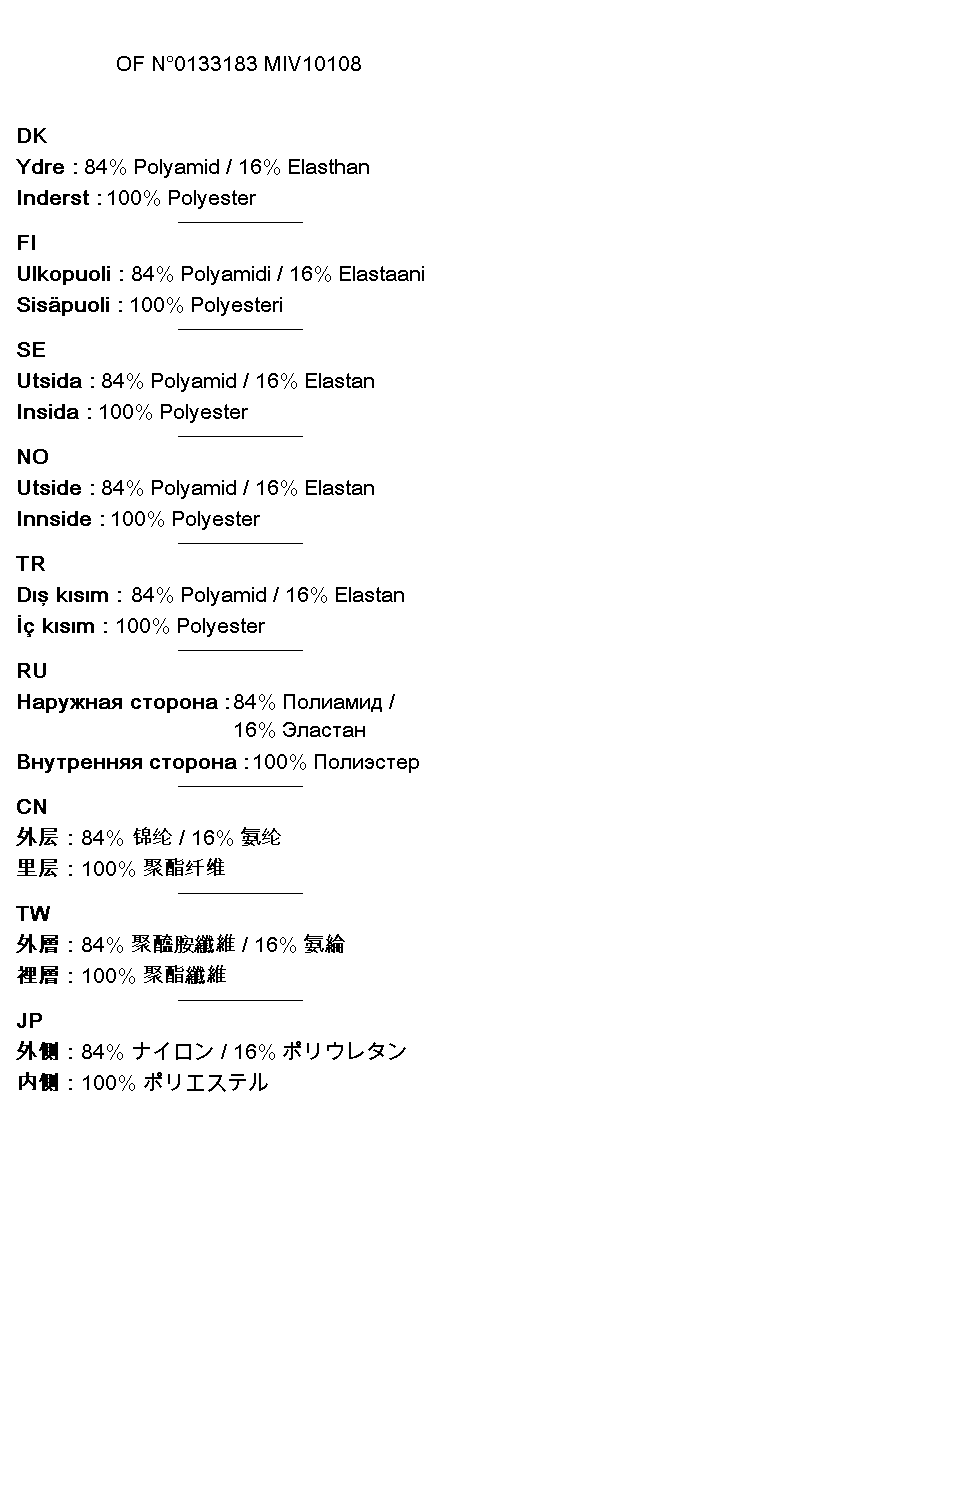 OF N°0133183 MIV10108
DK
Ydre : 84% Polyamid / 16% Elasthan
Inderst : 100% Polyester
FI
Ulkopuoli : 84% Polyamidi / 16% Elastaani
Sisäpuoli : 100% Polyesteri
SE
Utsida : 84% Polyamid / 16% Elastan
Insida : 100% Polyester
NO
Utside : 84% Polyamid / 16% Elastan
Innside : 100% Polyester
TR
Dış kısım : 84% Polyamid / 16% Elastan
İç kısım : 100% Polyester
RU
Наружная сторона : 84% Полиамид /
16% Эластан
Внутренняя сторона : 100% Полиэстер
CN
外层 : 84% 锦纶 / 16% 氨纶
里层 : 100% 聚酯纤维
TW
外層 : 84% 聚醯胺纖維 / 16% 氨綸
裡層 : 100% 聚酯纖維
JP
外側 : 84% ナイロン / 16% ポリウレタン
内側 : 100% ポリエステル